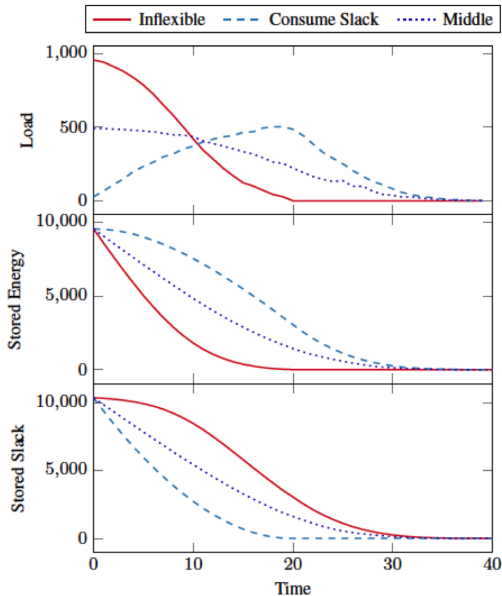 Inflexible Consume Slack Middle
1,000
500
0
Load
10,000
5,000
0
Stored Energy
10,000
5,000
0
Stored Slack
0 10 20 30 40
Time